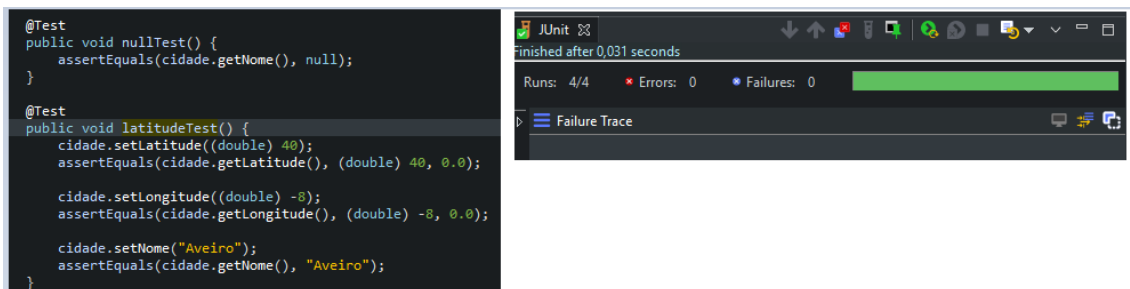 @Test
public void nullTest() {
assertEquals(cidade.getNome(), null);
}
@Test
public void latitudeTest() {
cidade.setLatitude((double) 40);
assertEquals(cidade.getLatitude(), (double) 40, 0.0);
cidade.setLongitude((double) -8);
assertEquals(cidade.getLongitude(), (double) -8, 0.0);
cidade.setNome("Aveiro");
assertEquals(cidade.getNome(), "Aveiro");
}
JUnit
Finished after 0,031 seconds
Runs: 4/4 Errors: 0 Failures: 0
Failure Trace